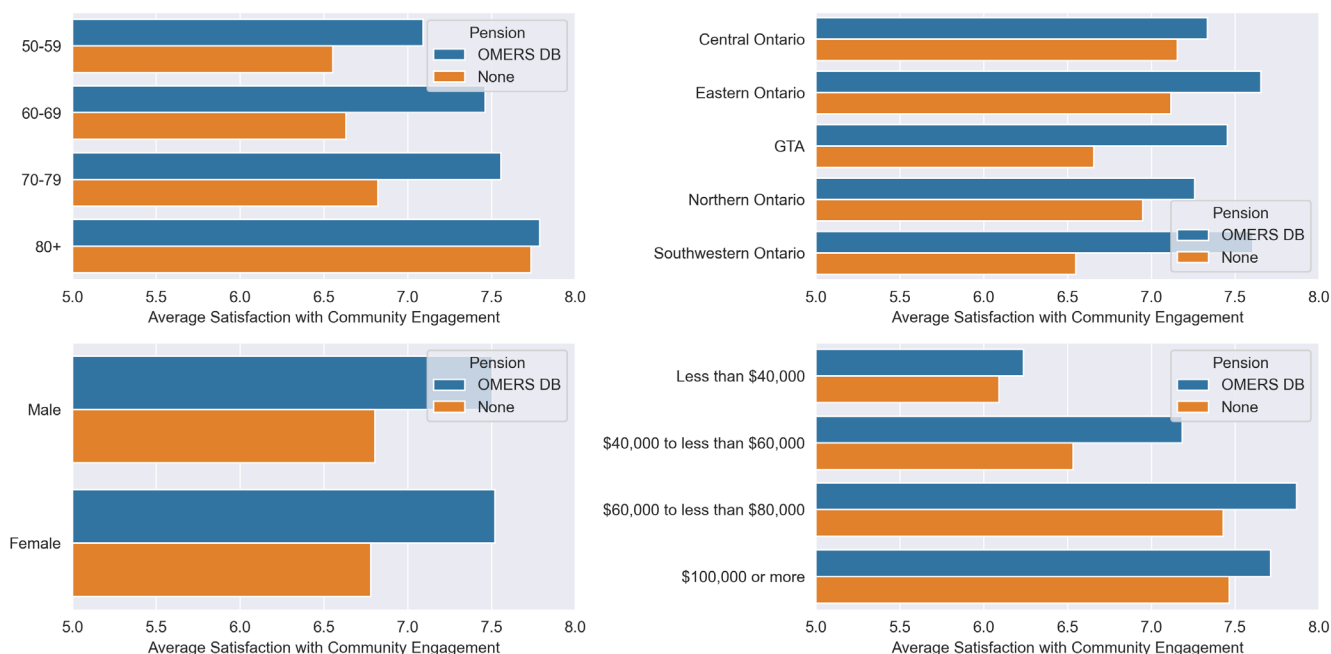 50-59
60-69
70-79
80+
Pension
OMERS DB
None
5.0 5.5 6.0 6.5 7.0 7.5 8.0
Average Satisfaction with Community Engagement
Central Ontario
Eastern Ontario
GTA
Northern Ontario
Southwestern Ontario
Pension
OMERS DB
None
5.0 5.5 6.0 6.5 7.0 7.5 8.0
Average Satisfaction with Community Engagement
Male
Female
Pension
OMERS DB
None
5.0 5.5 6.0 6.5 7.0 7.5 8.0
Average Satisfaction with Community Engagement
Less than $40,000
$40,000 to less than $60,000
$60,000 to less than $80,000
$100,000 or more
Pension
OMERS DB
None
5.0 5.5 6.0 6.5 7.0 7.5 8.0
Average Satisfaction with Community Engagement